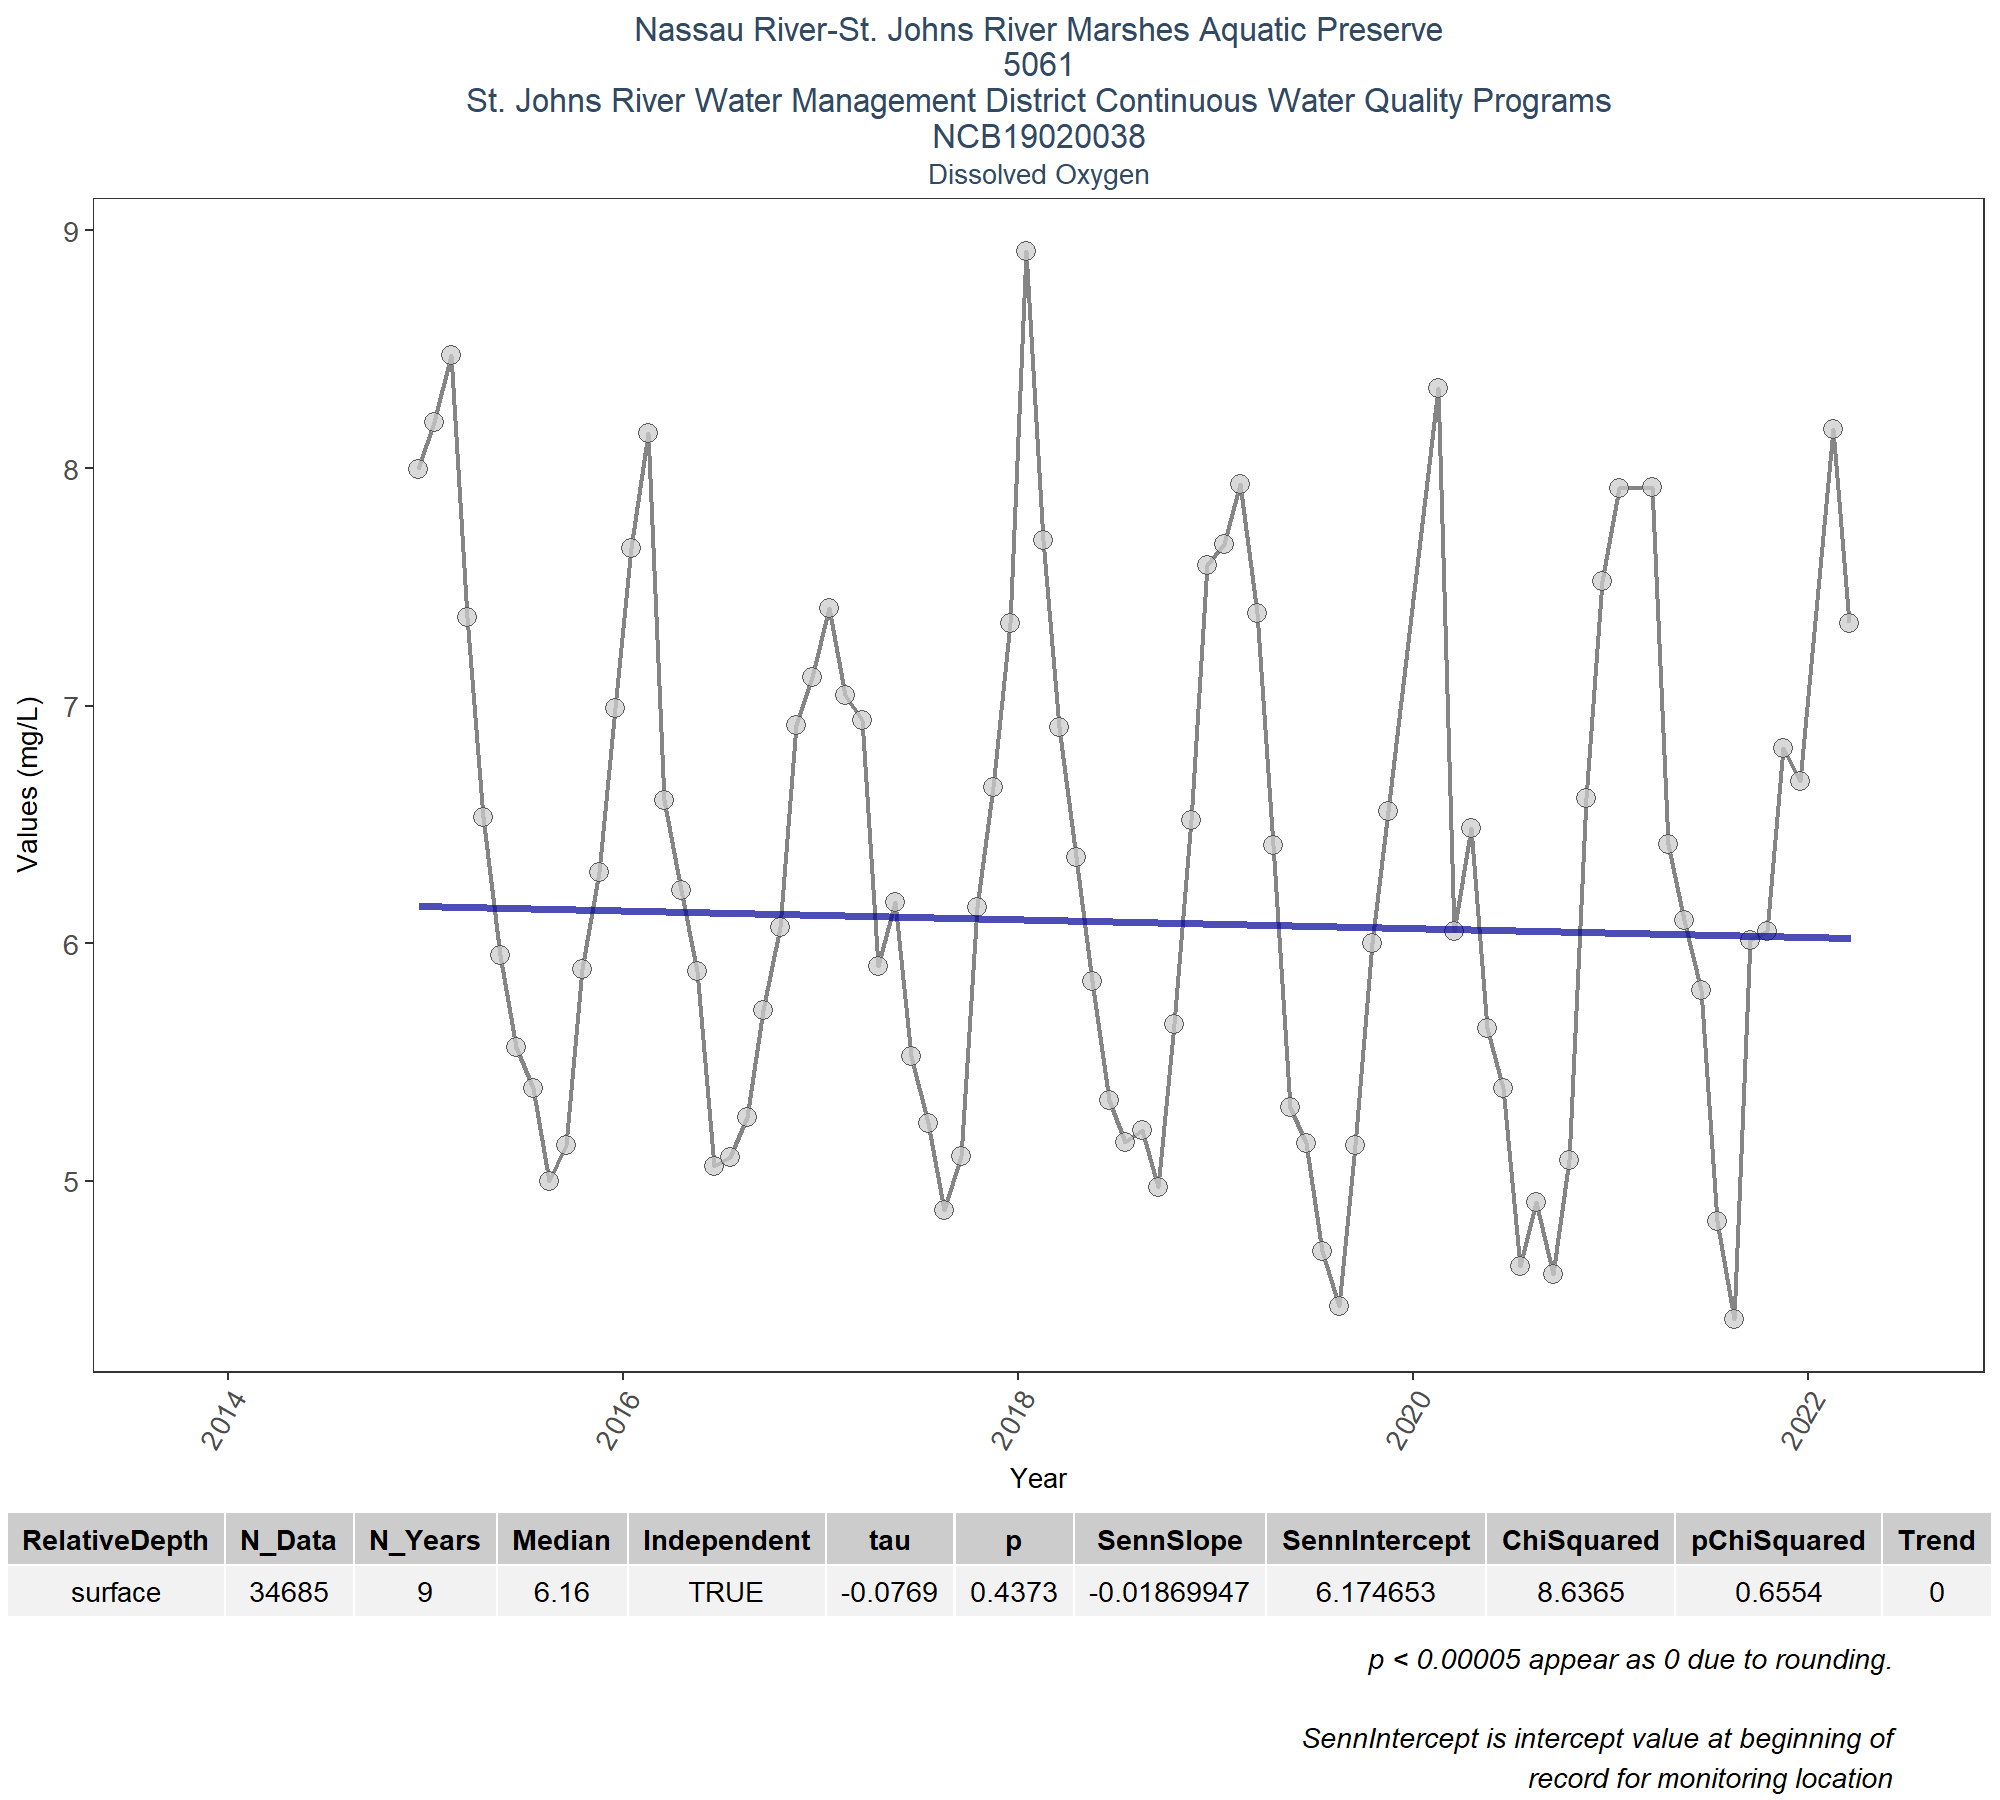 Nassau River-St. Johns River Marshes Aquatic Preserve
5061
St. Johns River Water Management District Continuous Water Quality Programs
NCB19020038
Dissolved Oxygen
9
8
7
6
5
Values (mg/L)
2014 2016 2018 2020 2022
Year
RelativeDepth N_Data N_Years Median Independent tau p SennSlope SennIntercept ChiSquared pChiSquared Trend
surface 34685 9 6.16 TRUE -0.0769 0.4373 -0.01869947 6.174653 8.6365 0.6554 0
p < 0.00005 appear as 0 due to rounding.
SennIntercept is intercept value at beginning of
record for monitoring location